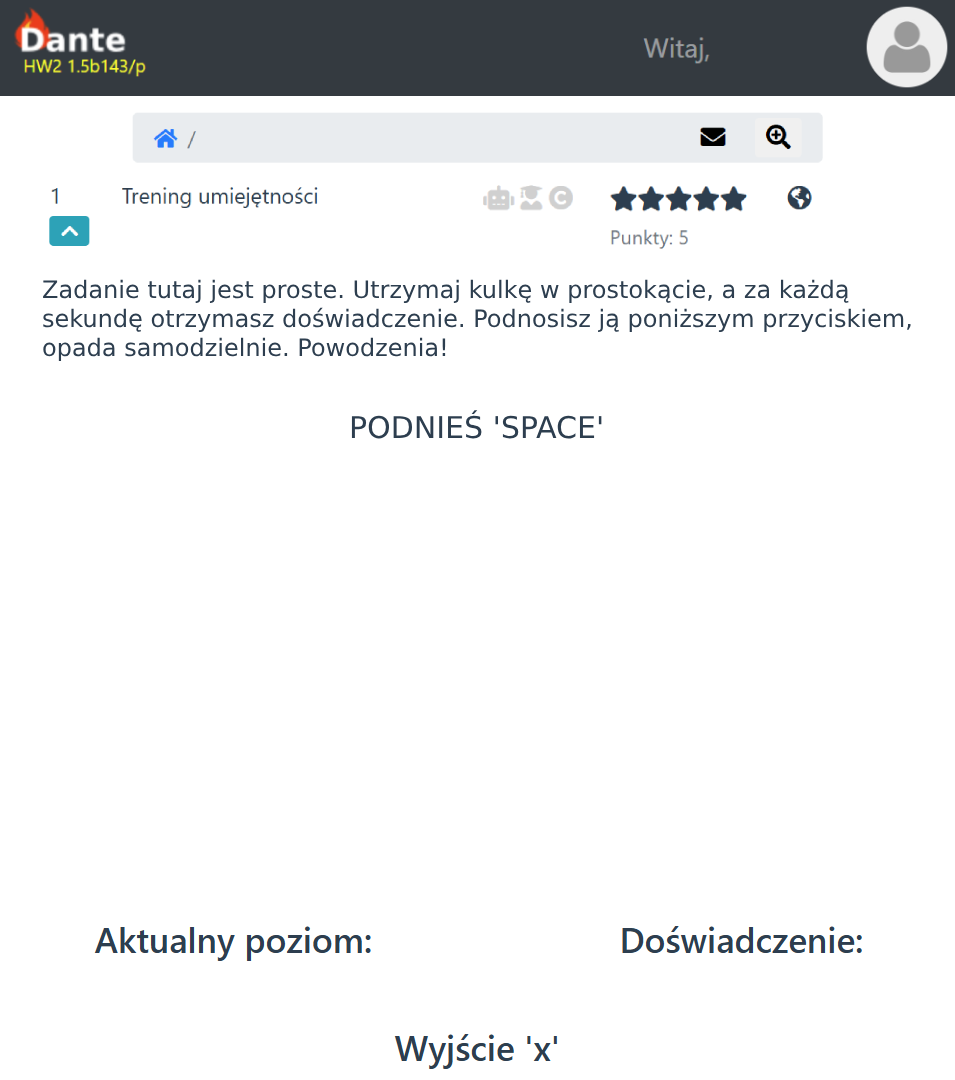 Dante
HW2 1.5b143/p
Witaj,
/
1
Trening umiejętności
Punkty: 5
Zadanie tutaj jest proste. Utrzymaj kulkę w prostokącie, a za każdą
sekundę otrzymasz doświadczenie. Podnosisz ją poniższym przyciskiem,
opada samodzielnie. Powodzenia!
PODNIEŚ 'SPACE'
Aktualny poziom:
Doświadczenie:
Wyjście 'x'